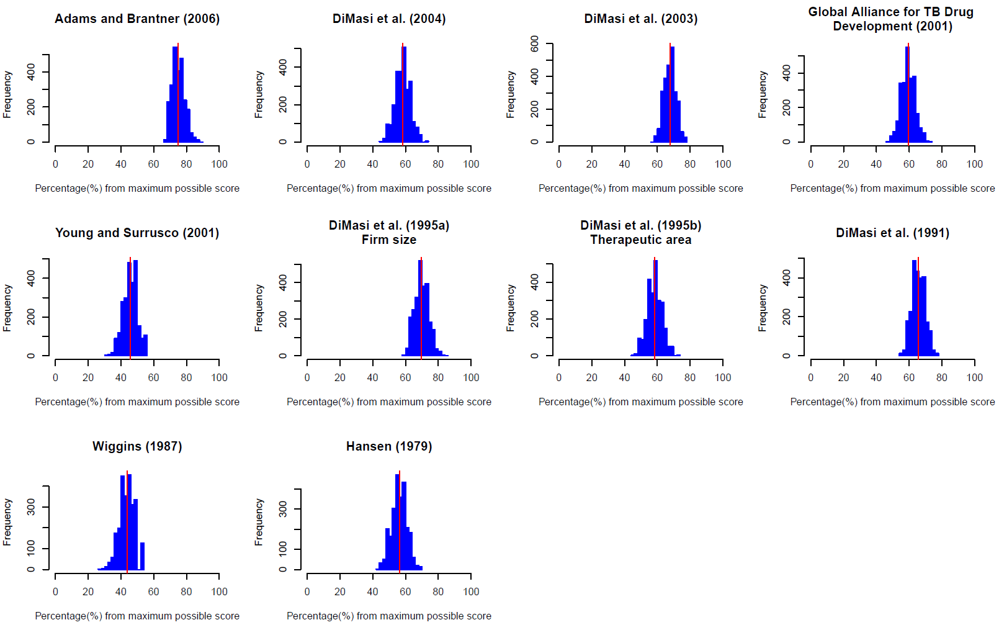 Adams and Brantner (2006)
Frequency
0 200 400
0 20 40 60 80 100
Percentage(%) from maximum possible score
DiMasi et al. (2004)
Frequency
0 200 400
0 20 40 60 80 100
Percentage(%) from maximum possible score
DiMasi et al. (2003)
Frequency
0 200 400 600
0 20 40 60 80 100
Percentage(%) from maximum possible score
Global Alliance for TB Drug
Development (2001)
Frequency
0 200 400
0 20 40 60 80 100
Percentage(%) from maximum possible score
Young and Surrusco (2001)
Frequency
0 200 400
0 20 40 60 80 100
Percentage(%) from maximum possible score
DiMasi et al. (1995a)
Firm size
Frequency
0 200 400
0 20 40 60 80 100
Percentage(%) from maximum possible score
DiMasi et al. (1995b)
Therapeutic area
Frequency
0 200 400
0 20 40 60 80 100
Percentage(%) from maximum possible score
DiMasi et al. (1991)
Frequency
0 200 400
0 20 40 60 80 100
Percentage(%) from maximum possible score
Wiggins (1987)
Frequency
0 100 300
0 20 40 60 80 100
Percentage(%) from maximum possible score
Hansen (1979)
Frequency
0 100 300
0 20 40 60 80 100
Percentage(%) from maximum possible score